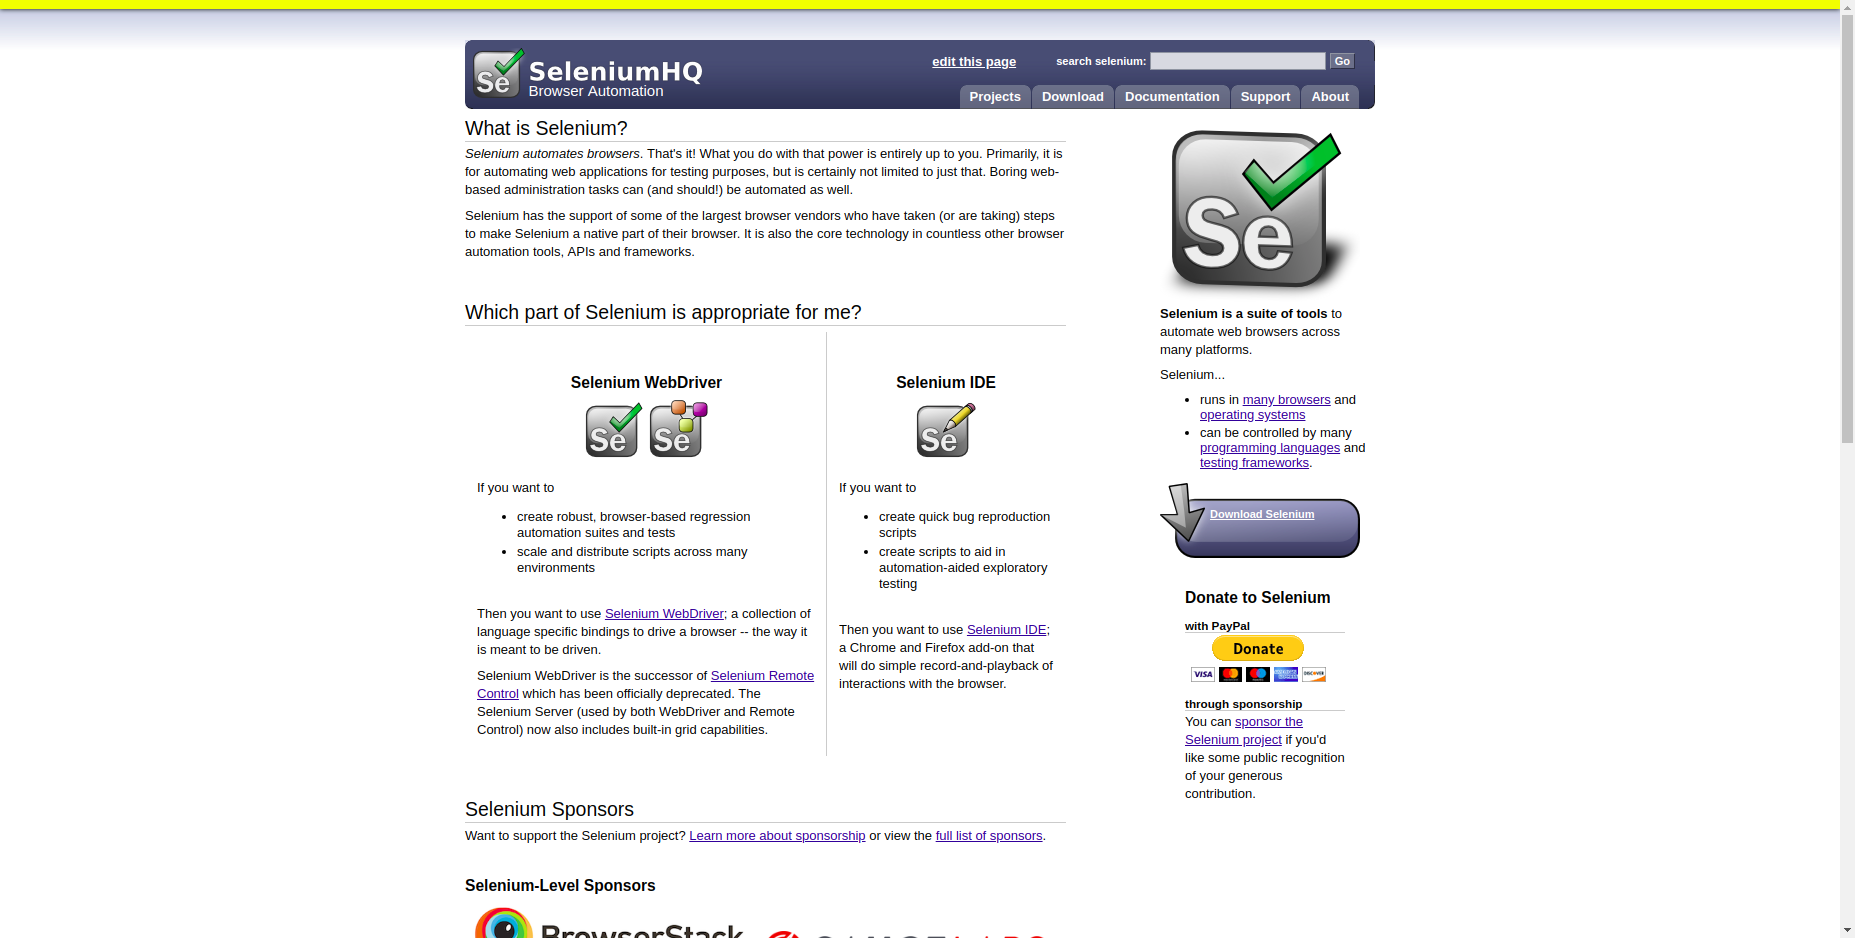 Se
SeleniumHQ
Browser Automation
edit this page
search selenium:
Go
Projects
Download
Documentation
Support
About
What is Selenium?
Selenium automates browsers. That's it! What you do with that power is entirely up to you. Primarily, it is
for automating web applications for testing purposes, but is certainly not limited to just that. Boring web-
based administration tasks can (and should!) be automated as well.
Selenium has the support of some of the largest browser vendors who have taken (or are taking) steps
to make Selenium a native part of their browser. It is also the core technology in countless other browser
automation tools, APIs and frameworks.
Which part of Selenium is appropriate for me?
Selenium WebDriver
Se
Se
If you want to
create robust, browser-based regression
automation suites and tests
scale and distribute scripts across many
environments
Then you want to use Selenium WebDriver; a collection of
language specific bindings to drive a browser -- the way it
is meant to be driven.
Selenium WebDriver is the successor of Selenium Remote
Control which has been officially deprecated. The
Selenium Server (used by both WebDriver and Remote
Control) now also includes built-in grid capabilities.
Selenium IDE
Se
If you want to
create quick bug reproduction
scripts
create scripts to aid in
automation-aided exploratory
testing
Then you want to use Selenium IDE;
a Chrome and Firefox add-on that
will do simple record-and-playback of
interactions with the browser.
Selenium Sponsors
Want to support the Selenium project? Learn more about sponsorship or view the full list of sponsors.
Selenium-Level Sponsors
BrowserStack
Se
Selenium is a suite of tools to
automate web browsers across
many platforms.
Selenium...
runs in many browsers and
operating systems
can be controlled by many
programming languages and
testing frameworks.
Download Selenium
Donate to Selenium
with PayPal
Donate
VISA
DISCOVER
through sponsorship
You can sponsor the
Selenium project if you'd
like some public recognition
of your generous
contribution.